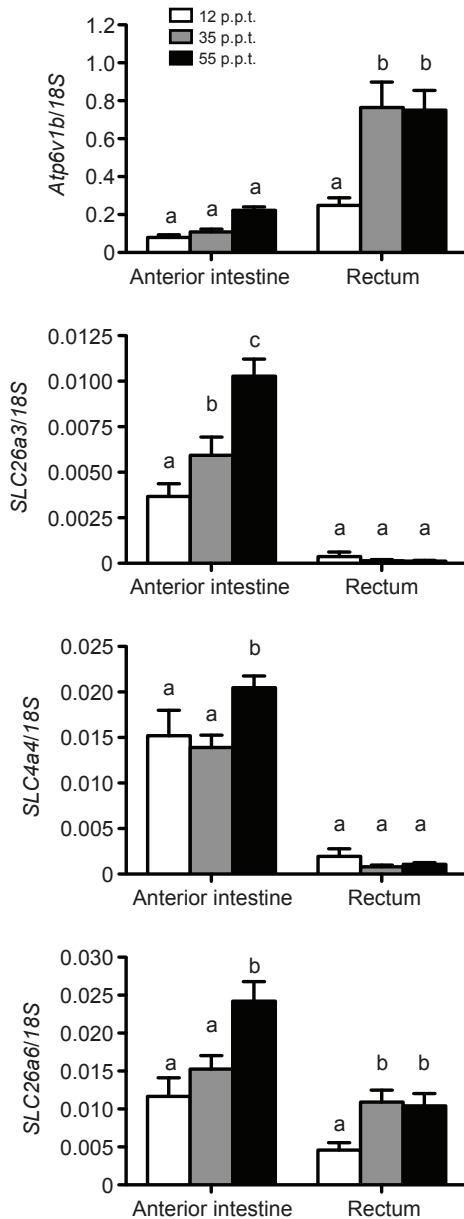 12 p.p.t.
35 p.p.t.
55 p.p.t.
Atp6v1b/18S
1.2
1.0
0.8
0.6
0.4
0.2
0
a
a
a
a
b
b
Anterior intestine
Rectum
SLC26a3/18S
0.0125
0.0100
0.0075
0.0050
0.0025
0
a
b
c
a
a
a
Anterior intestine
Rectum
SLC4a4/18S
0.025
0.020
0.015
0.010
0.005
0
a
a
b
a
a
a
Anterior intestine
Rectum
SLC26a6/18S
0.030
0.025
0.020
0.015
0.010
0.005
0
a
a
b
a
b
b
Anterior intestine
Rectum